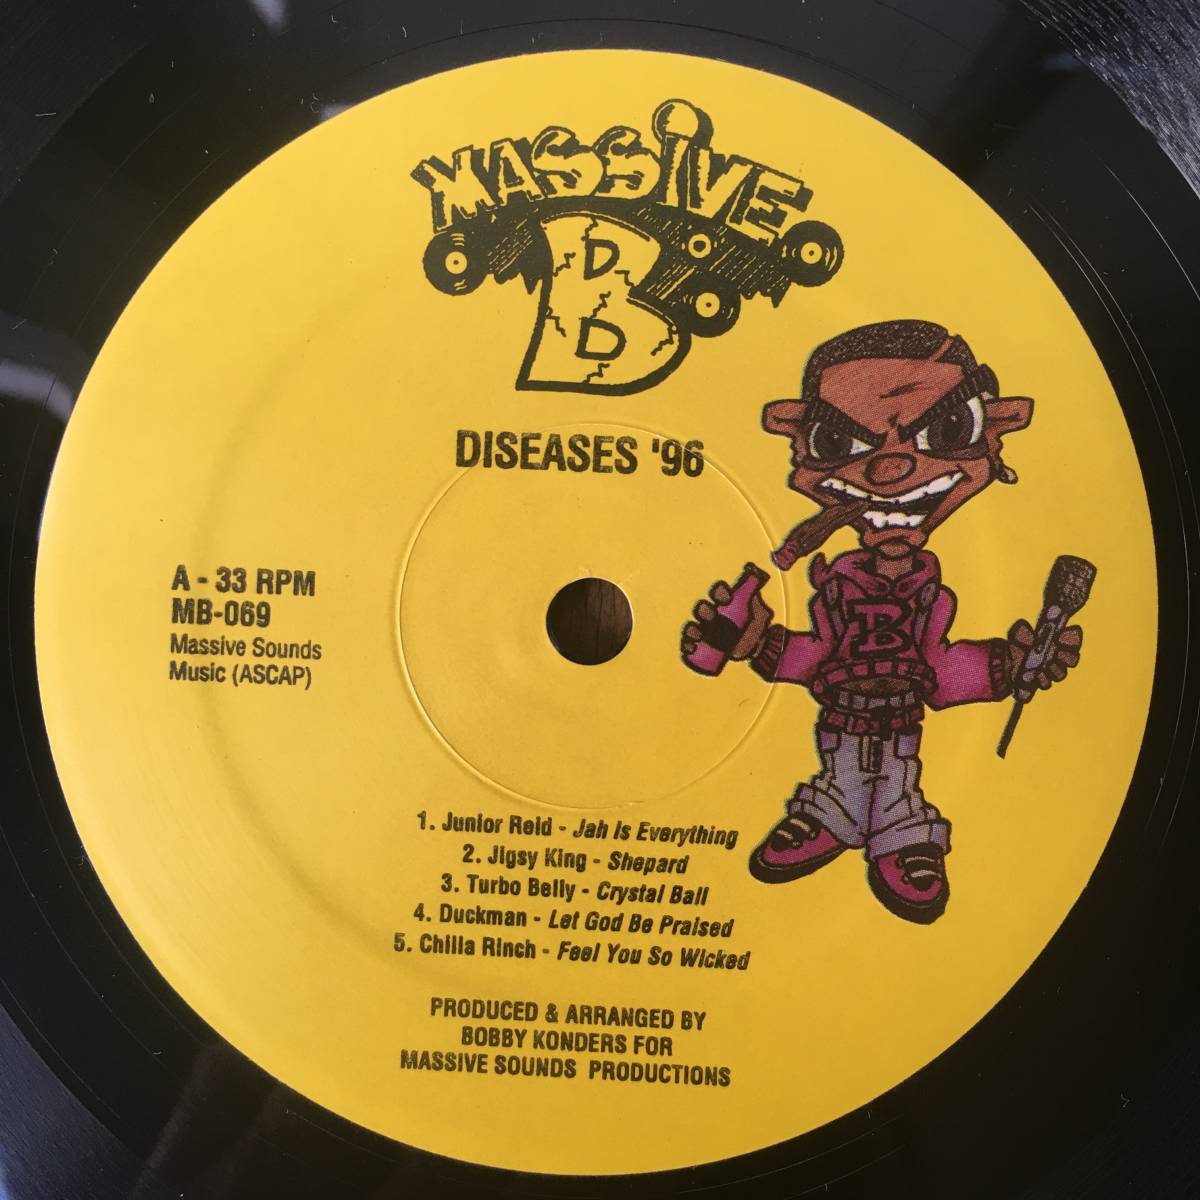 MASSIVE
B
DISEASES '96
A - 33 RPM
MB-069
Massive Sounds
Music (ASCAP)
B
1. Junior Reid - Jah Is Everything
2. Jigsy King - Shepard
3. Turbo Belly - Crystal Ball
4. Duckman - Let God Be Praised
5. Chilla Rinch - Feel You So Wicked
PRODUCED & ARRANGED BY
BOBBY KONDERS FOR
MASSIVE SOUNDS PRODUCTIONS